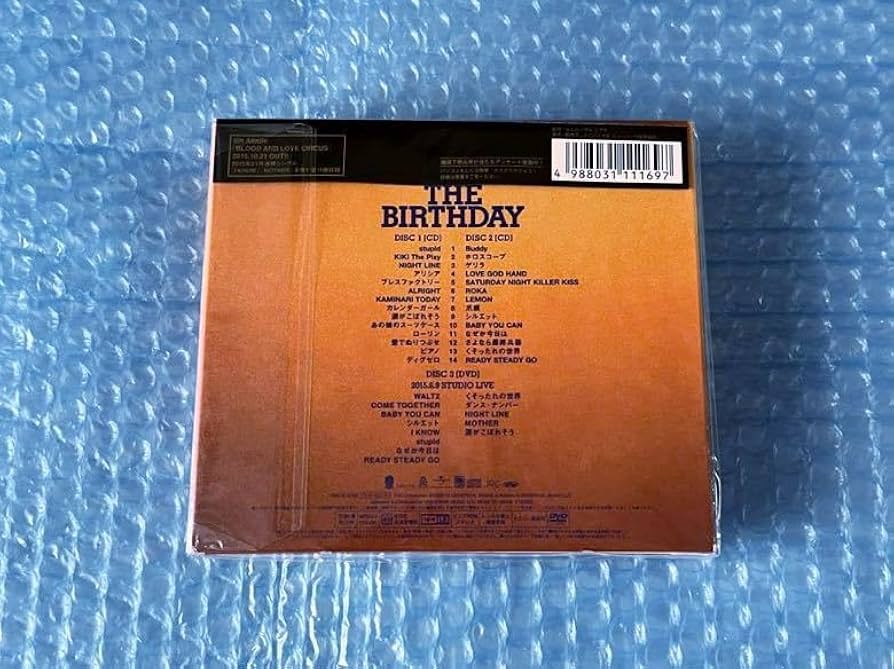 8th Album
"BLOOD AND LOVE CIRCUS"
2015.10.21 OUT!!
4 988031 111697
THE
BIRTHDAY
DISC 1 [CD] DISC 2 [CD]
stupid 1 Buddy
KIKI The Pixy 2 ホロスコープ
NIGHT LINE 3 ゲリラ
アリシア 4 LOVE GOD HAND
プレスファクトリー 5 SATURDAY NIGHT KILLER KISS
ALRIGHT 6 ROKA
KAMINARI TODAY 7 LEMON
カレンダーガール 8 爪痕
涙がこぼれそう 9 シルエット
あの娘のスーツケース 10 BABY YOU CAN
ローリン 11 なぜか今日は
愛でぬりつぶせ 12 さよなら最終兵器
ピアノ 13 くそったれの世界
ディグゼロ 14 READY STEADY GO
DISC 3 [DVD]
2015.6.9 STUDIO LIVE
WALTZ くそったれの世界
COME TOGETHER ダンス・ナンバー
BABY YOU CAN NIGHT LINE
シルエット MOTHER
I KNOW 涙がこぼれそう
stupid
なぜか今日は
READY STEADY GO